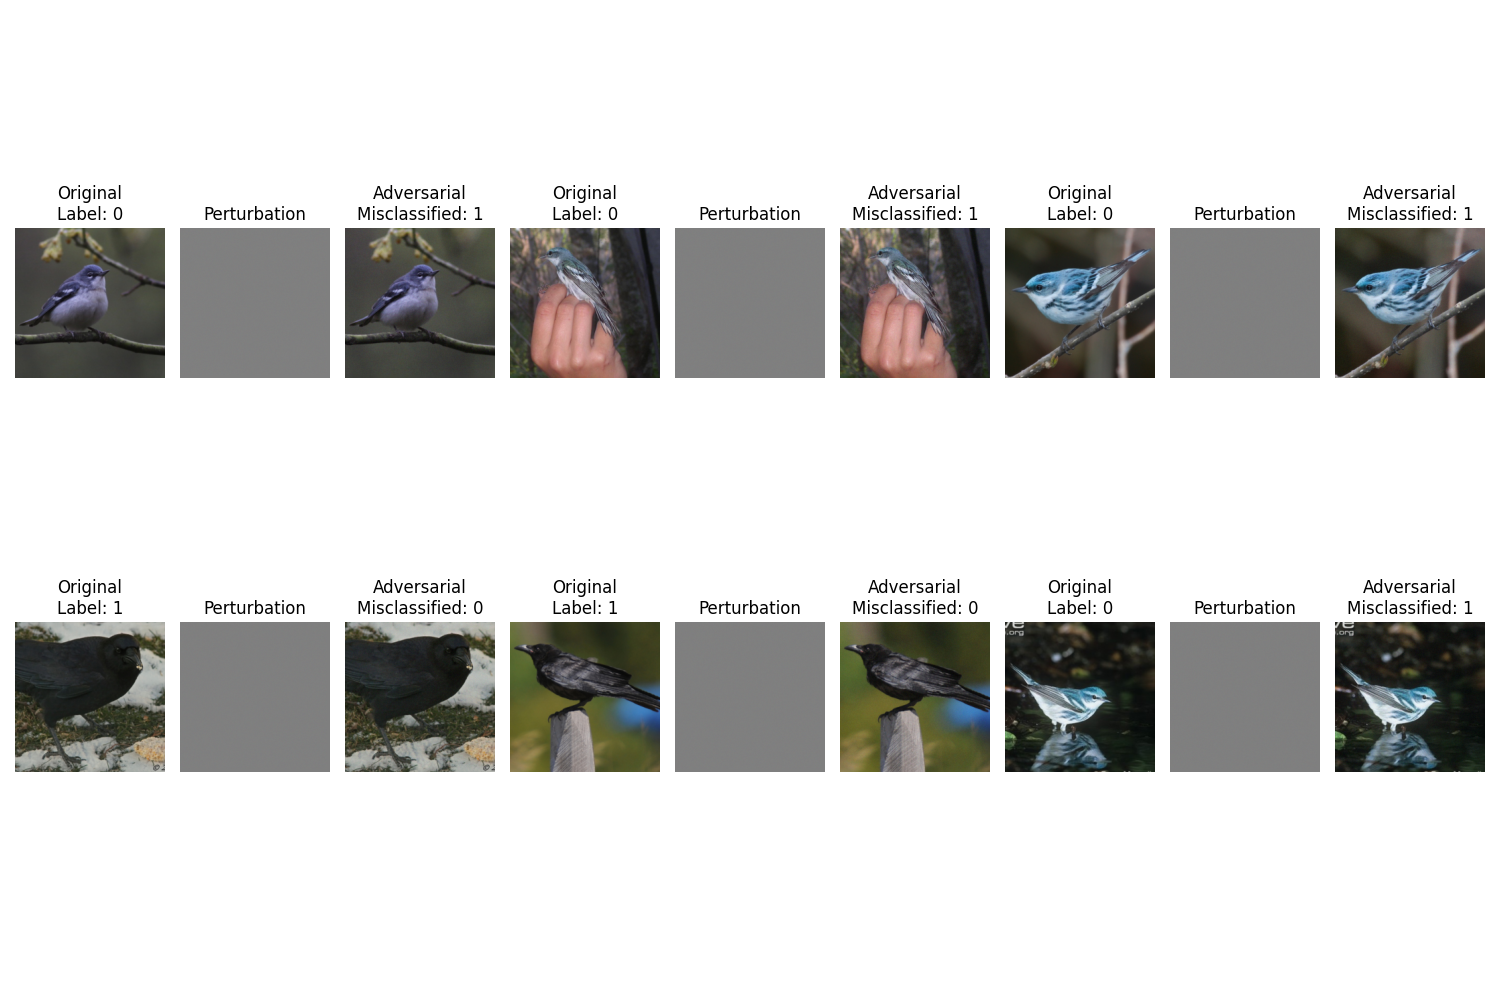 Original
Label: 0
Perturbation
Adversarial
Misclassified: 1
Original
Label: 0
Perturbation
Adversarial
Misclassified: 1
Original
Label: 0
Perturbation
Adversarial
Misclassified: 1
Original
Label: 1
Perturbation
Adversarial
Misclassified: 0
Original
Label: 1
Perturbation
Adversarial
Misclassified: 0
Original
Label: 0
Perturbation
Adversarial
Misclassified: 1
.org
.org